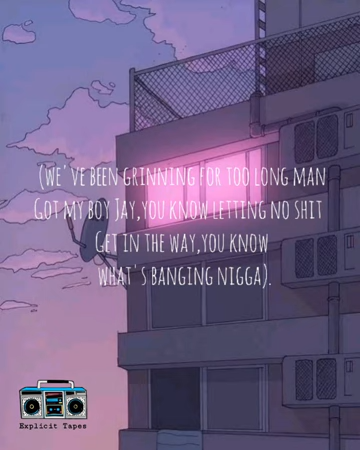 (WE'VE BEEN GRINNING FOR TOO LONG MAN
GOT MY BOY JAY,YOU KNOW LETTING NO SHIT
GET IN THE WAY,YOU KNOW
WHAT'S BANGING NIGGA).
Explicit Tapes